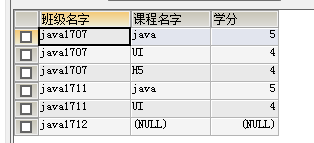 班级名字 课程名字 学分
java1707 java 5
java1707 UI 4
java1707 H5 4
java1711 java 5
java1711 UI 4
java1712 (NULL) (NULL)